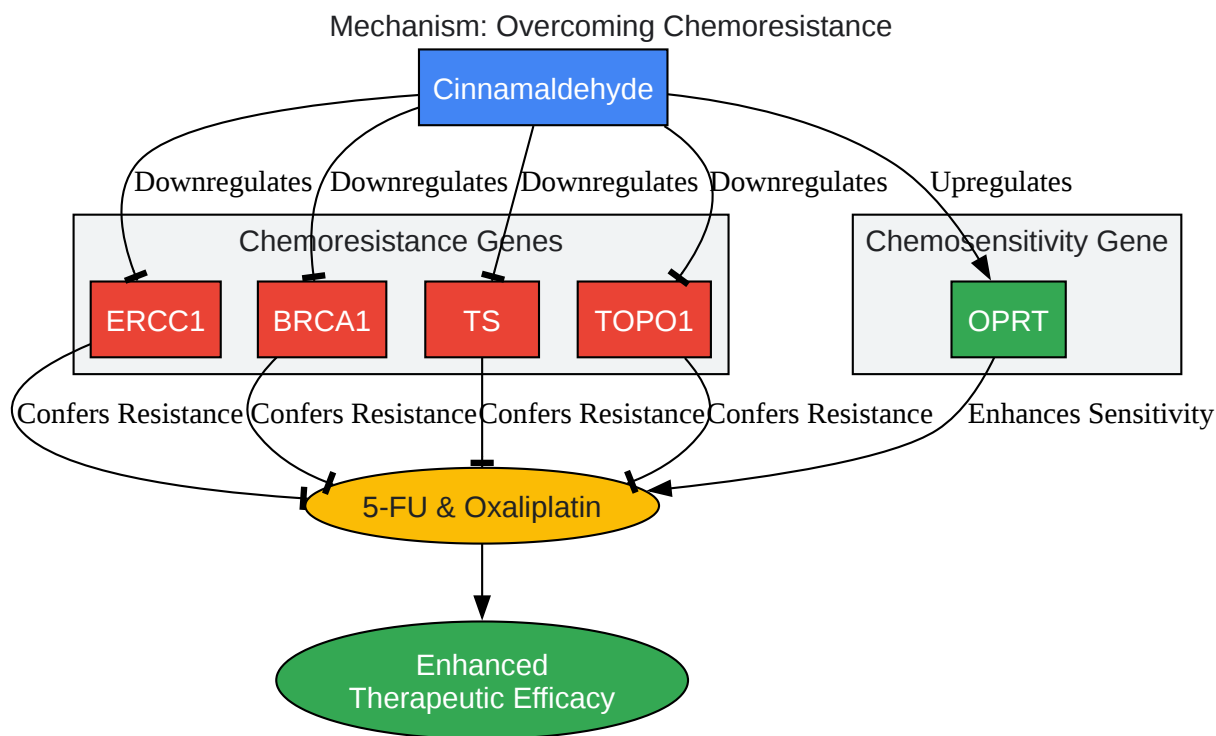 Mechanism: Overcoming Chemoresistance
Cinnamaldehyde
Downregulates
Downregulates
Downregulates
Downregulates
Upregulates
Chemoresistance Genes
Chemosensitivity Gene
ERCC1
BRCA1
TS
TOPO1
OPRT
Confers Resistance
Confers Resistance
Confers Resistance
Confers Resistance
Enhances Sensitivity
5-FU & Oxaliplatin
Enhanced
Therapeutic Efficacy